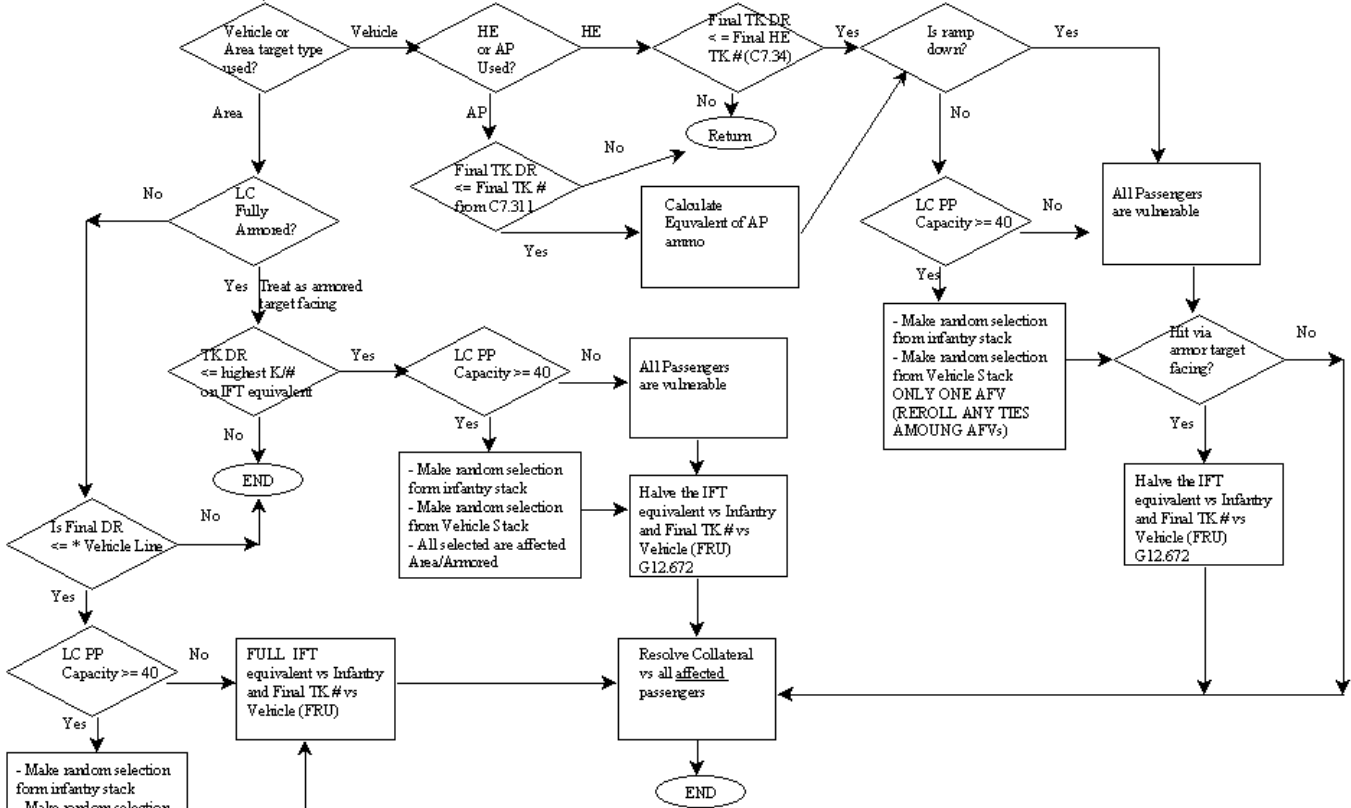 Vehicle or
Area target type
used?
Vehicle
HE
or AP
Used?
HE
Final TK DR
< = Final HE
TK # (C7.34)
Yes
Is ramp
down?
Yes
Area
AP
No
Return
No
No
Final TK DR
<= Final TK #
from C7.311
Yes
Calculate
Equvalent of AP
ammo
LC PP
Capacity >= 40
No
All Passengers
are vulnerable
Yes
No
LC
Fully
Armored?
Yes
Treat as armored
target facing
- Make random selection
from infantry stack
- Make random selection
from Vehicle Stack
ONLY ONE AFV
(REROLL ANY TIES
AMOUNG AFVs)
Hit via
armor target
facing?
No
Yes
TK DR
<= highest K/#
on IFT equivalent
Yes
LC PP
Capacity >= 40
No
All Passengers
are vulnerable
No
END
Yes
- Make random selection
form infantry stack
- Make random selection
from Vehicle Stack
- All selected are affected
Area/Armored
Halve the IFT
equivalent vs Infantry
and Final TK # vs
Vehicle (FRU)
G12.672
Halve the IFT
equivalent vs Infantry
and Final TK # vs
Vehicle (FRU)
G12.672
Is Final DR
<= * Vehicle Line
No
Yes
LC PP
Capacity >= 40
No
FULL IFT
equivalent vs Infantry
and Final TK # vs
Vehicle (FRU)
Resolve Collateral
vs all affected
passengers
Yes
- Make random selection
form infantry stack
- Make random selection
END